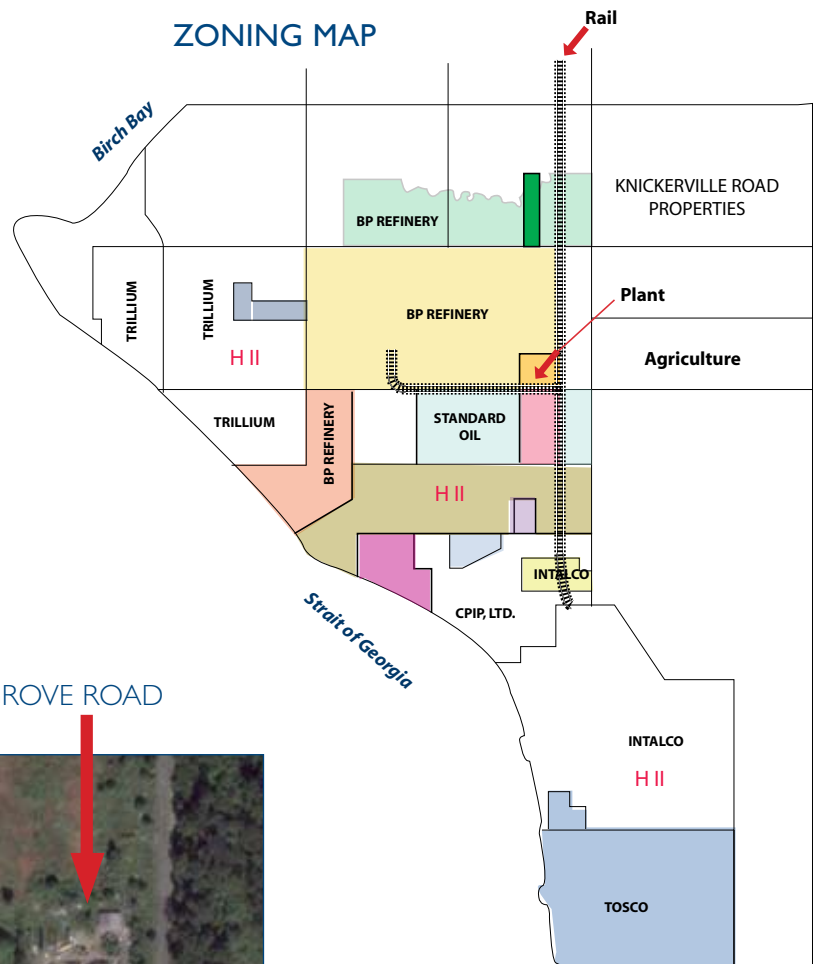 ZONING MAP
Rail
Birch Bay
KNICKERVILLE ROAD
PROPERTIES
BP REFINERY
TRILLIUM
TRILLIUM
BP REFINERY
Plant
H II
Agriculture
TRILLIUM
BP REFINERY
STANDARD
OIL
H II
INTALCO
Strait of Georgia
CPIP, LTD.
ROVE ROAD
INTALCO
H II
TOSCO